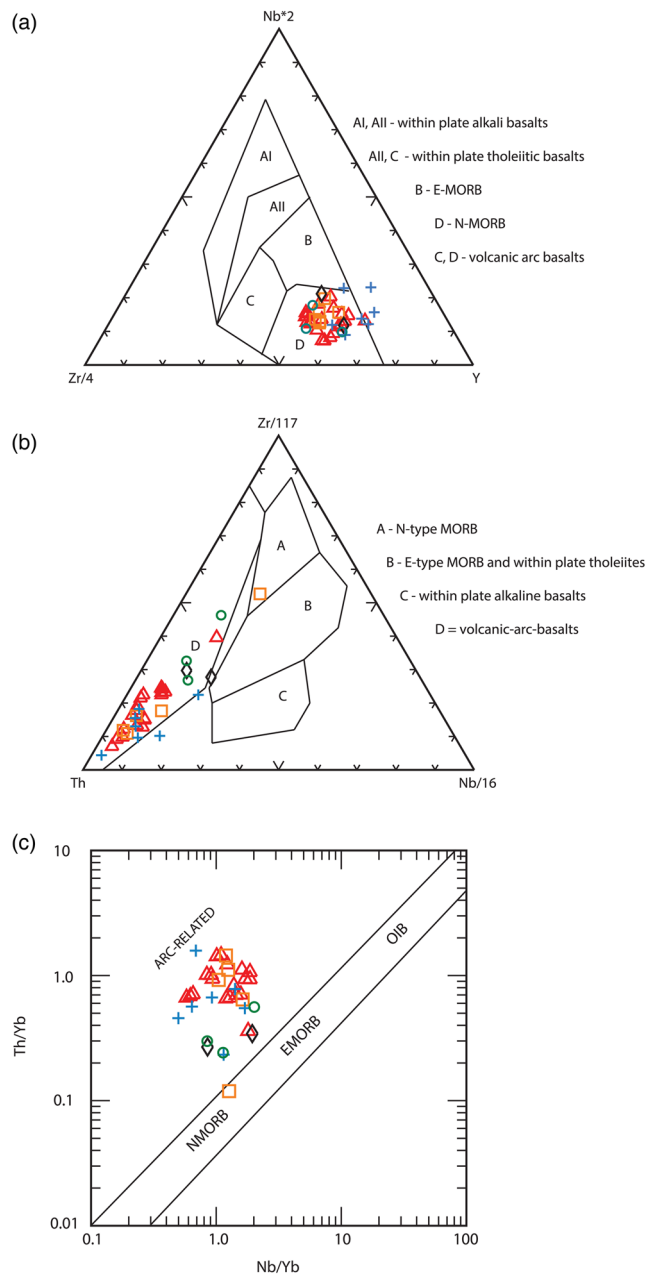 (a)
Nb*2
AI, AII - within plate alkali basalts
AI
AII, C - within plate tholeiitic basalts
B - E-MORB
AII
D - N-MORB
B
C, D - volcanic arc basalts
C
D
Zr/4
Y
(b)
Zr/117
A - N-type MORB
A
B - E-type MORB and within plate tholeiites
C - within plate alkaline basalts
B
D = volcanic-arc-basalts
D
C
Th
Nb/16
(c)
10
ARC-RELATED
OIB
1.0
Th/Yb
EMORB
0.1
NMORB
0.01
0.1
1.0
10
100
Nb/Yb